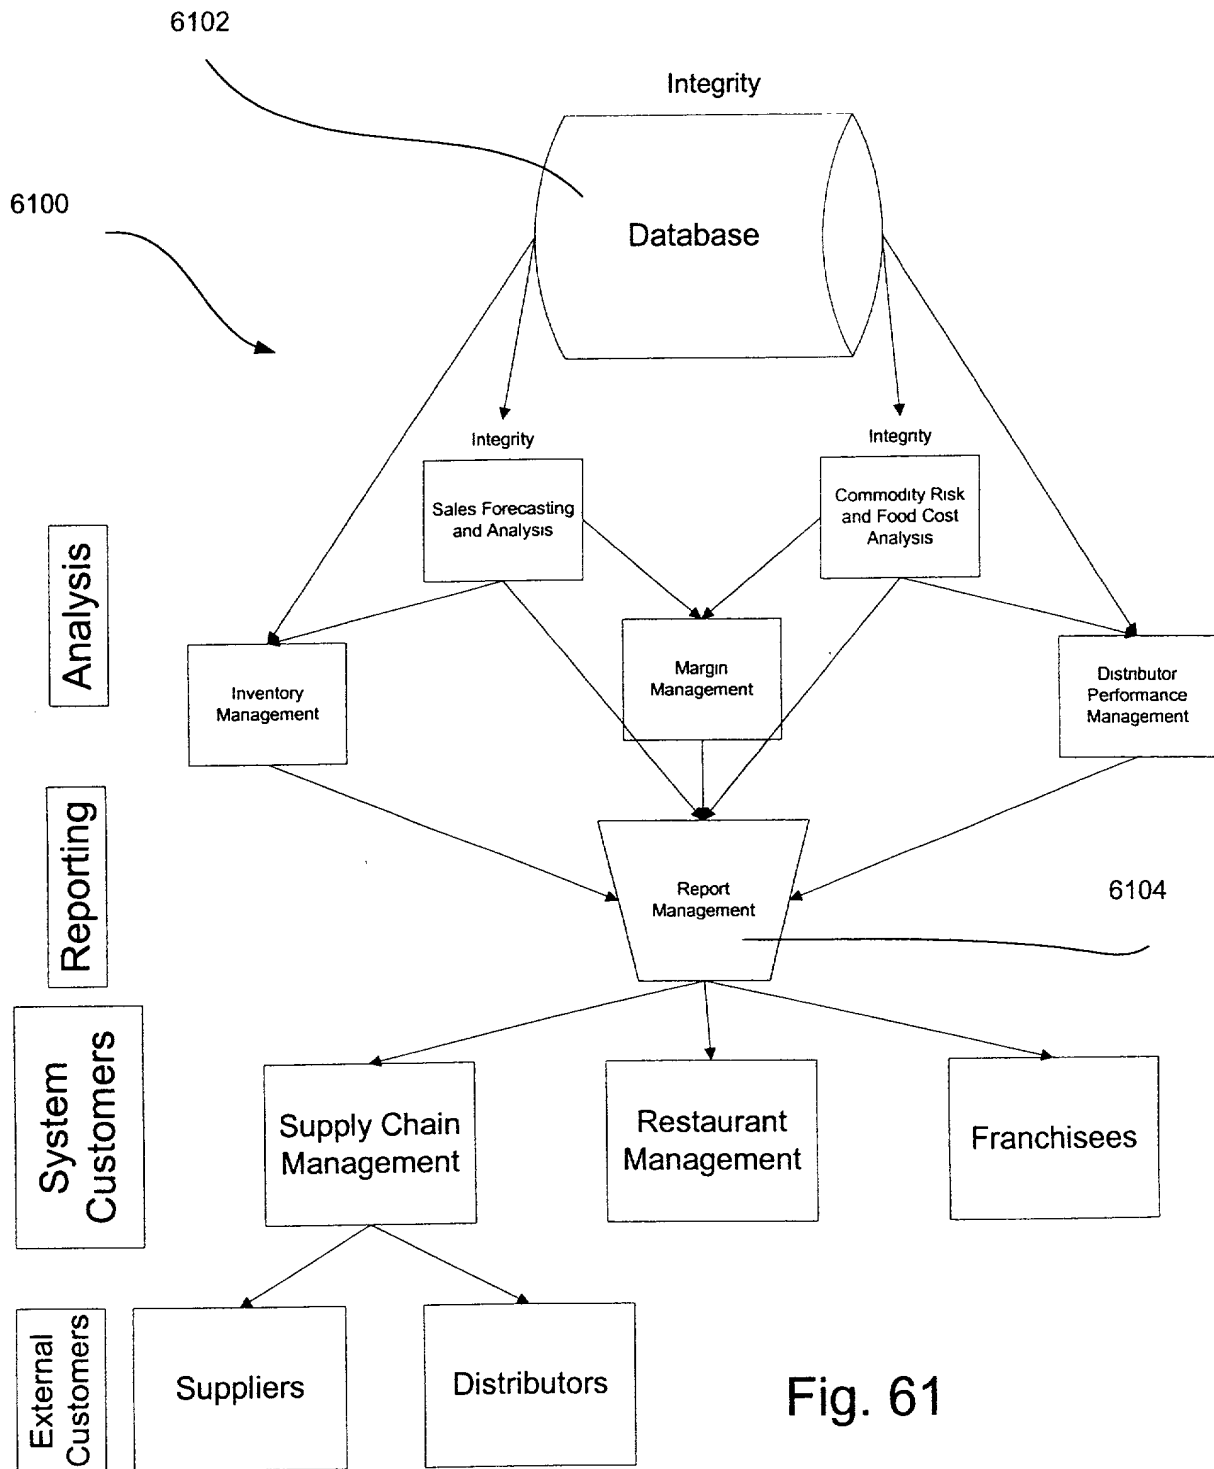 6102
Integrity
6100
Database
Integrity
Integrity
Sales Forecasting
and Analysis
Commodity Risk
and Food Cost
Analysis
Analysis
Inventory
Management
Margin
Management
Distributor
Performance
Management
Reporting
Report
Management
6104
System
Customers
Supply Chain
Management
Restaurant
Management
Franchisees
External
Customers
Suppliers
Distributors
Fig. 61